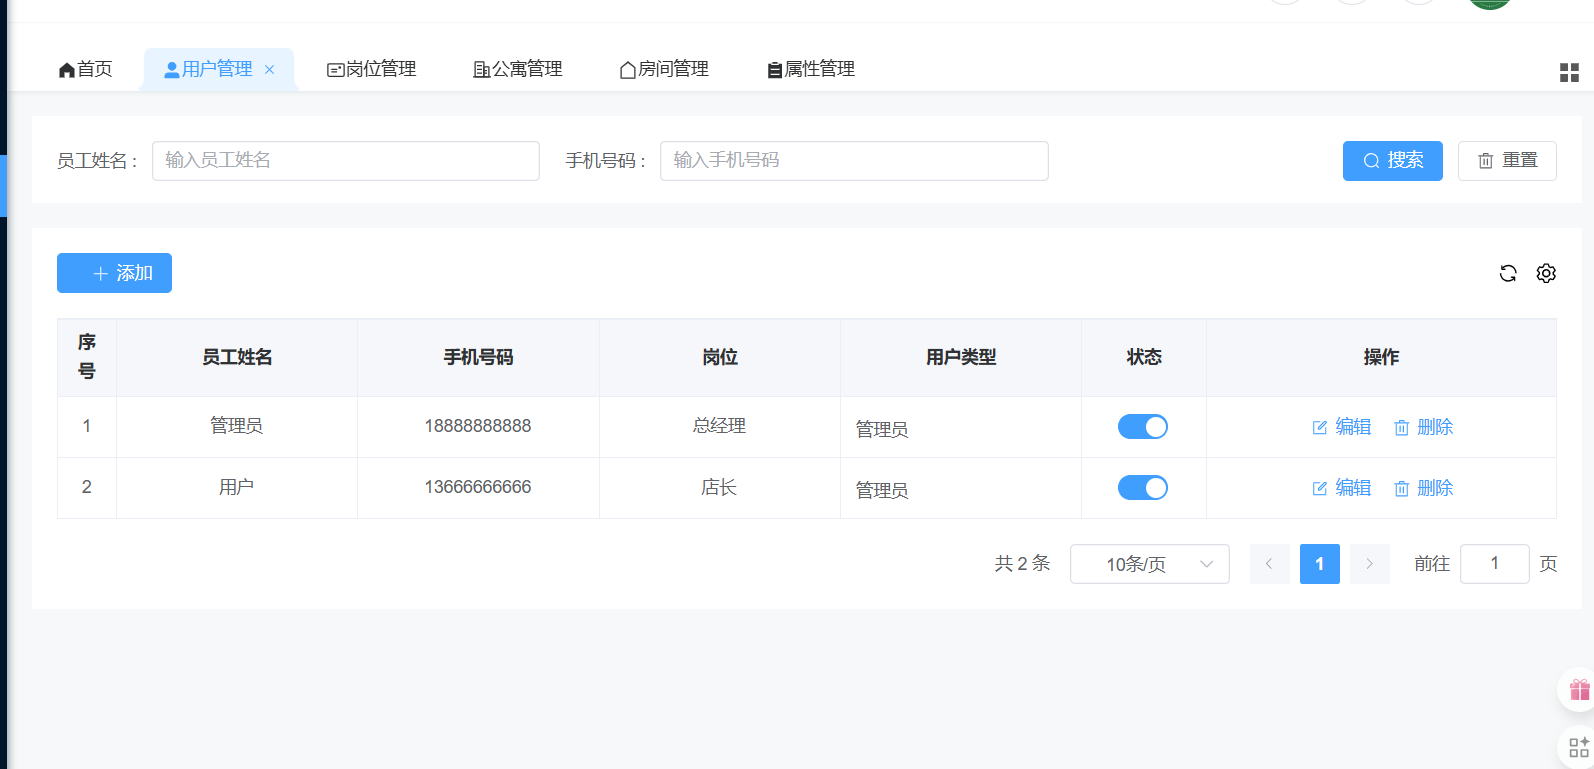 首页 用户管理 岗位管理 公寓管理 房间管理 属性管理
员工姓名： 输入员工姓名 手机号码： 输入手机号码 搜索 重置
添加
序号 员工姓名 手机号码 岗位 用户类型 状态 操作
1 管理员 18888888888 总经理 管理员 编辑 删除
2 用户 13666666666 店长 管理员 编辑 删除
共 2 条 10条/页 1 前往 1 页